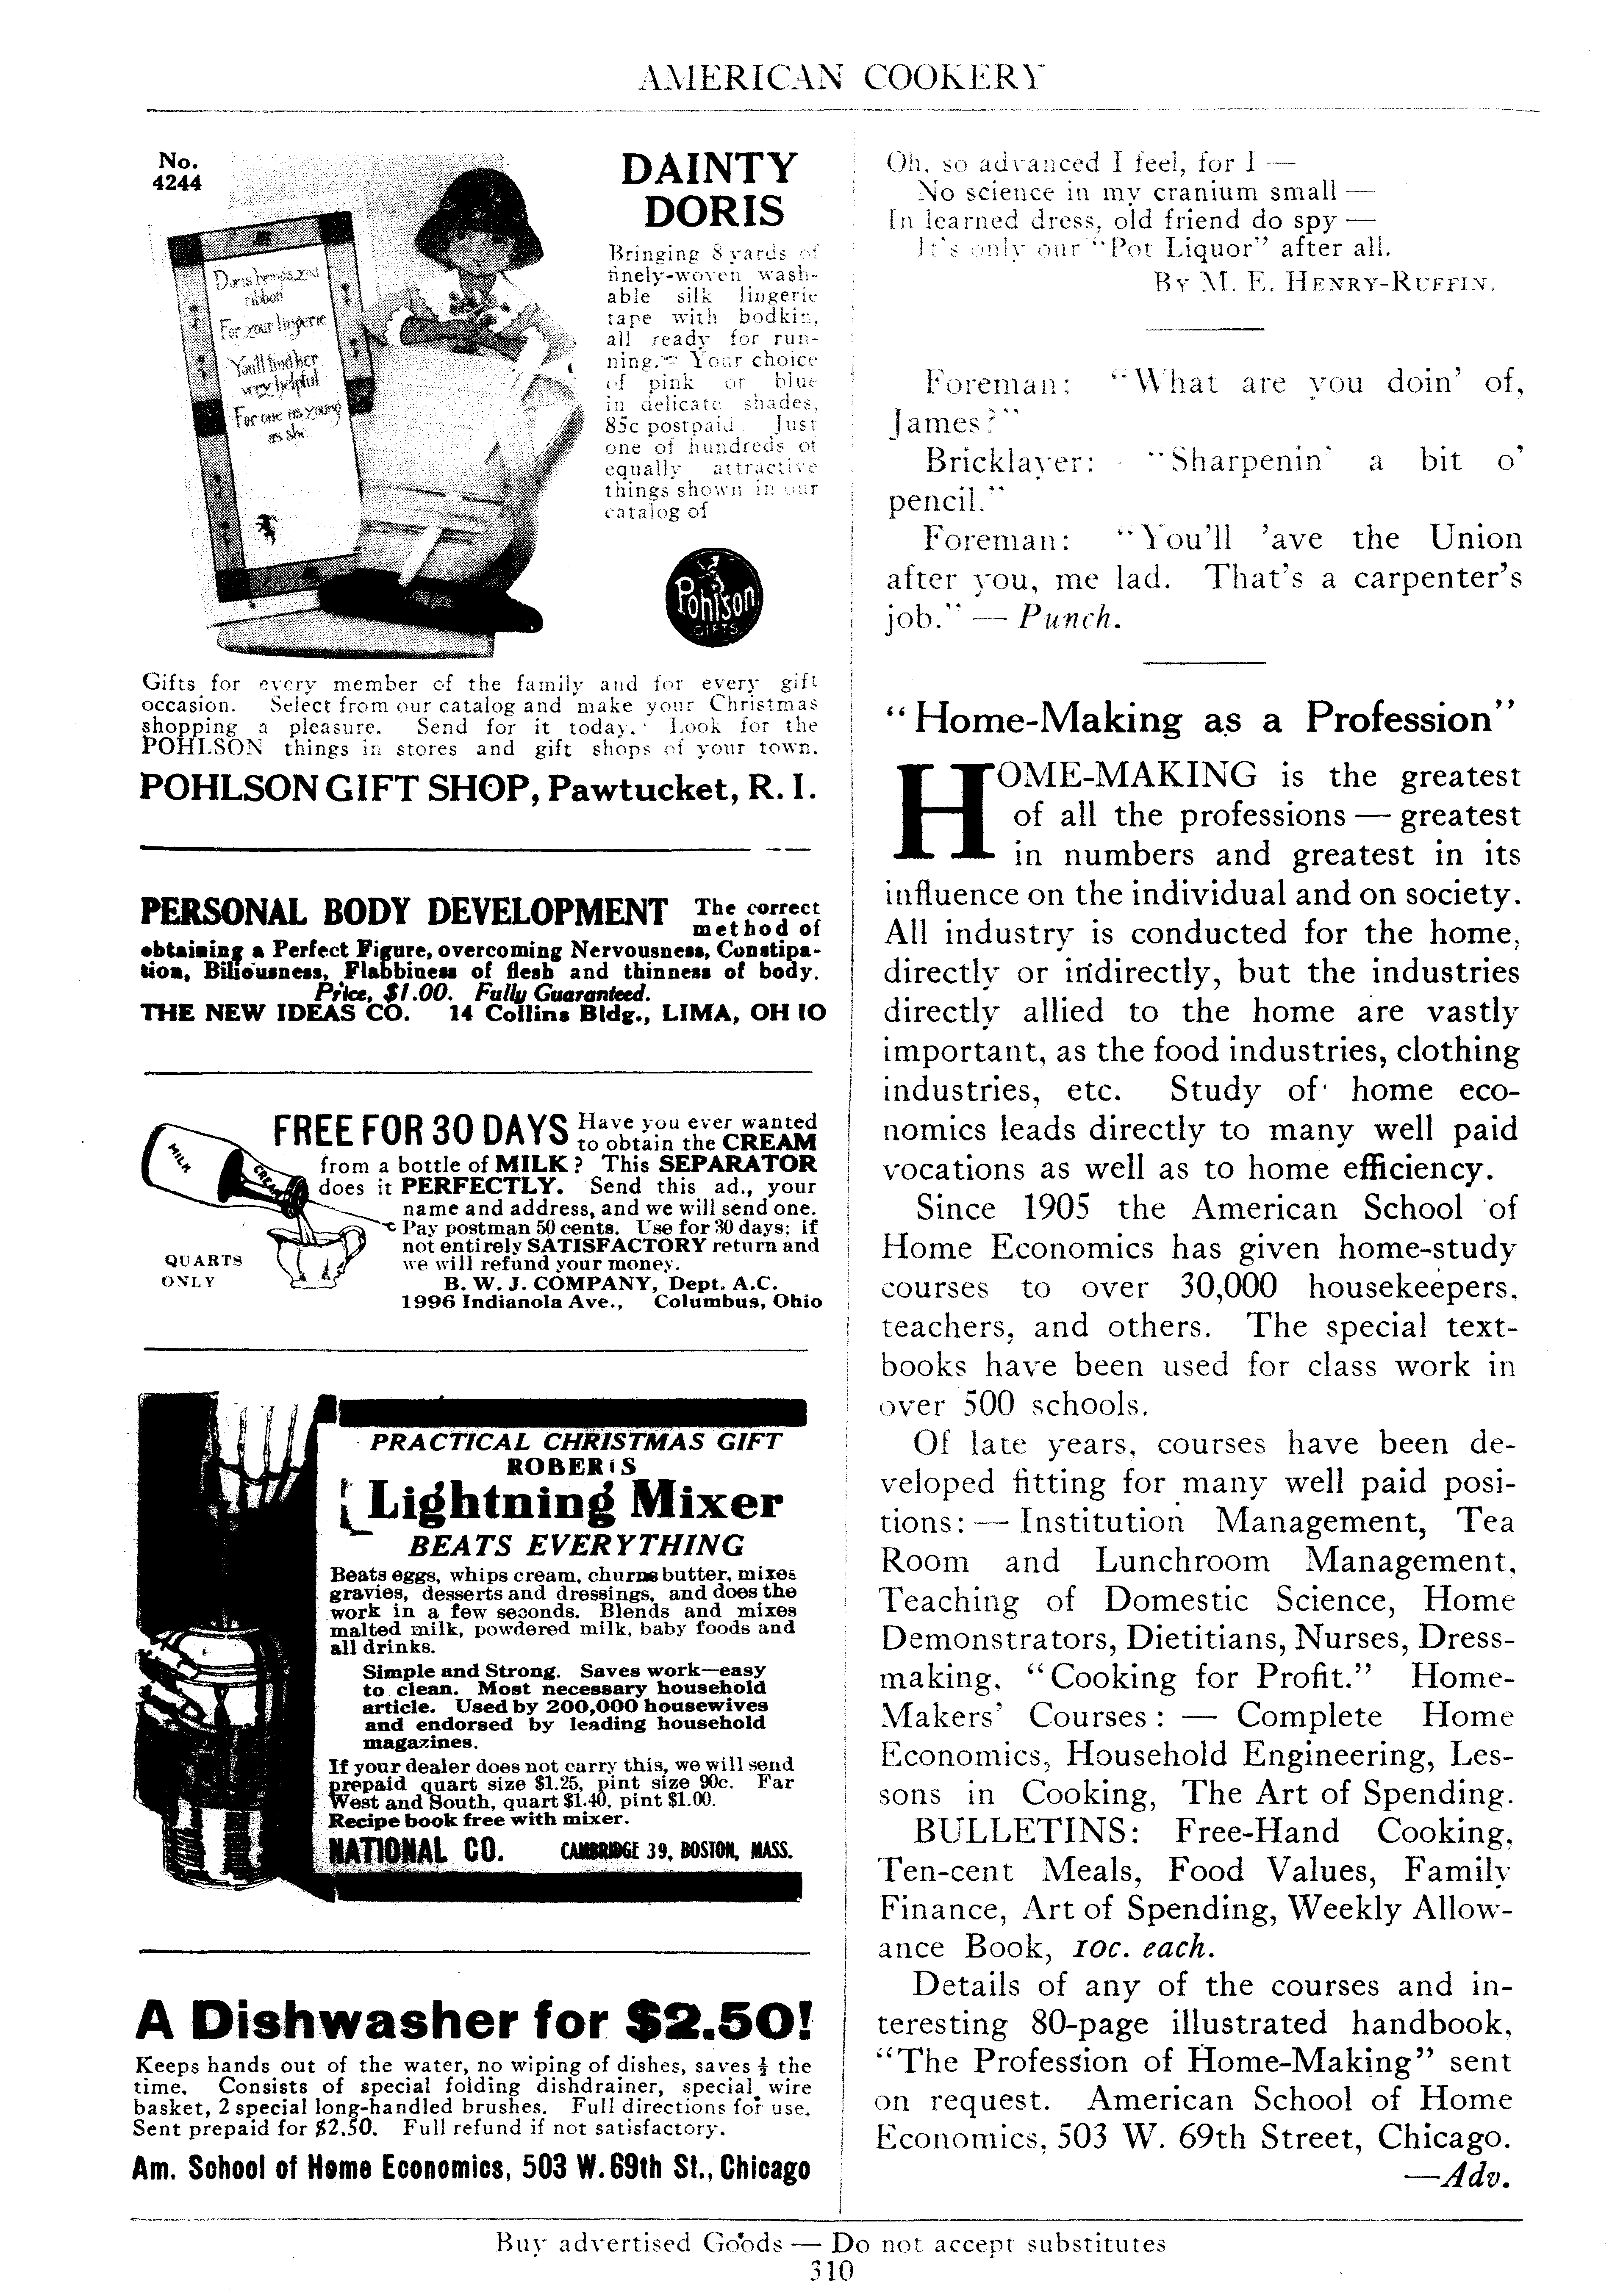 AMERICAN COOKERY
No.
4244
Doris brings you
ribbon
For your lingerie
You'll find her
very helpful
For one as young
as she.
DAINTY
DORIS
Bringing 8 yards of
finely-woven wash-
able silk lingerie
tape with bodkin,
all ready for run-
ning. Your choice
of pink or blue
in delicate shades,
85c postpaid Just
one of hundreds of
equally attractive
things shown in our
catalog of
Pohlson
GIFTS
Gifts for every member of the family and for every gift
occasion. Select from our catalog and make your Christmas
shopping a pleasure. Send for it today. Look for the
POHLSON things in stores and gift shops of your town.
POHLSON GIFT SHOP, Pawtucket, R. I.
PERSONAL BODY DEVELOPMENT The correct
method of
obtaining a Perfect Figure, overcoming Nervousness, Constipa-
tion, Biliousness, Flabbiness of flesh and thinness of body.
Price, $1.00. Fully Guaranteed.
THE NEW IDEAS CO. 14 Collins Bldg., LIMA, OHIO
MILK
CREAM
QUARTS
ONLY
FREE FOR 30 DAYS Have you ever wanted
to obtain the CREAM
from a bottle of MILK? This SEPARATOR
does it PERFECTLY. Send this ad., your
name and address, and we will send one.
Pay postman 50 cents. Use for 30 days; if
not entirely SATISFACTORY return and
we will refund your money.
B. W. J. COMPANY, Dept. A.C.
1996 Indianola Ave., Columbus, Ohio
PRACTICAL CHRISTMAS GIFT
ROBERTS
Lightning Mixer
BEATS EVERYTHING
Beats eggs, whips cream, churns butter, mixes
gravies, desserts and dressings, and does the
work in a few seconds. Blends and mixes
malted milk, powdered milk, baby foods and
all drinks.
Simple and Strong. Saves work—easy
to clean. Most necessary household
article. Used by 200,000 housewives
and endorsed by leading household
magazines.
If your dealer does not carry this, we will send
prepaid quart size $1.25, pint size 90c. Far
West and South, quart $1.40, pint $1.00.
Recipe book free with mixer.
NATIONAL CO. CAMBRIDGE 39, BOSTON, MASS.
A Dishwasher for $2.50!
Keeps hands out of the water, no wiping of dishes, saves ½ the
time. Consists of special folding dishdrainer, special wire
basket, 2 special long-handled brushes. Full directions for use.
Sent prepaid for $2.50. Full refund if not satisfactory.
Am. School of Home Economics, 503 W. 69th St., Chicago
Oh, so advanced I feel, for I —
No science in my cranium small —
In learned dress, old friend do spy —
It's only our "Pot Liquor" after all.
By M. E. Henry-Ruffin.
Foreman: "What are you doin' of,
James?"
Bricklayer: "Sharpenin' a bit o'
pencil."
Foreman: "You'll 'ave the Union
after you, me lad. That's a carpenter's
job." — Punch.
"Home-Making as a Profession"
HOME-MAKING is the greatest
of all the professions — greatest
in numbers and greatest in its
influence on the individual and on society.
All industry is conducted for the home,
directly or indirectly, but the industries
directly allied to the home are vastly
important, as the food industries, clothing
industries, etc. Study of home eco-
nomics leads directly to many well paid
vocations as well as to home efficiency.
Since 1905 the American School of
Home Economics has given home-study
courses to over 30,000 housekeepers,
teachers, and others. The special text-
books have been used for class work in
over 500 schools.
Of late years, courses have been de-
veloped fitting for many well paid posi-
tions: — Institution Management, Tea
Room and Lunchroom Management,
Teaching of Domestic Science, Home
Demonstrators, Dietitians, Nurses, Dress-
making, "Cooking for Profit." Home-
Makers' Courses: — Complete Home
Economics, Household Engineering, Les-
sons in Cooking, The Art of Spending.
BULLETINS: Free-Hand Cooking,
Ten-cent Meals, Food Values, Family
Finance, Art of Spending, Weekly Allow-
ance Book, 10c. each.
Details of any of the courses and in-
teresting 80-page illustrated handbook,
"The Profession of Home-Making" sent
on request. American School of Home
Economics, 503 W. 69th Street, Chicago.
—Adv.
Buy advertised Goods — Do not accept substitutes
310